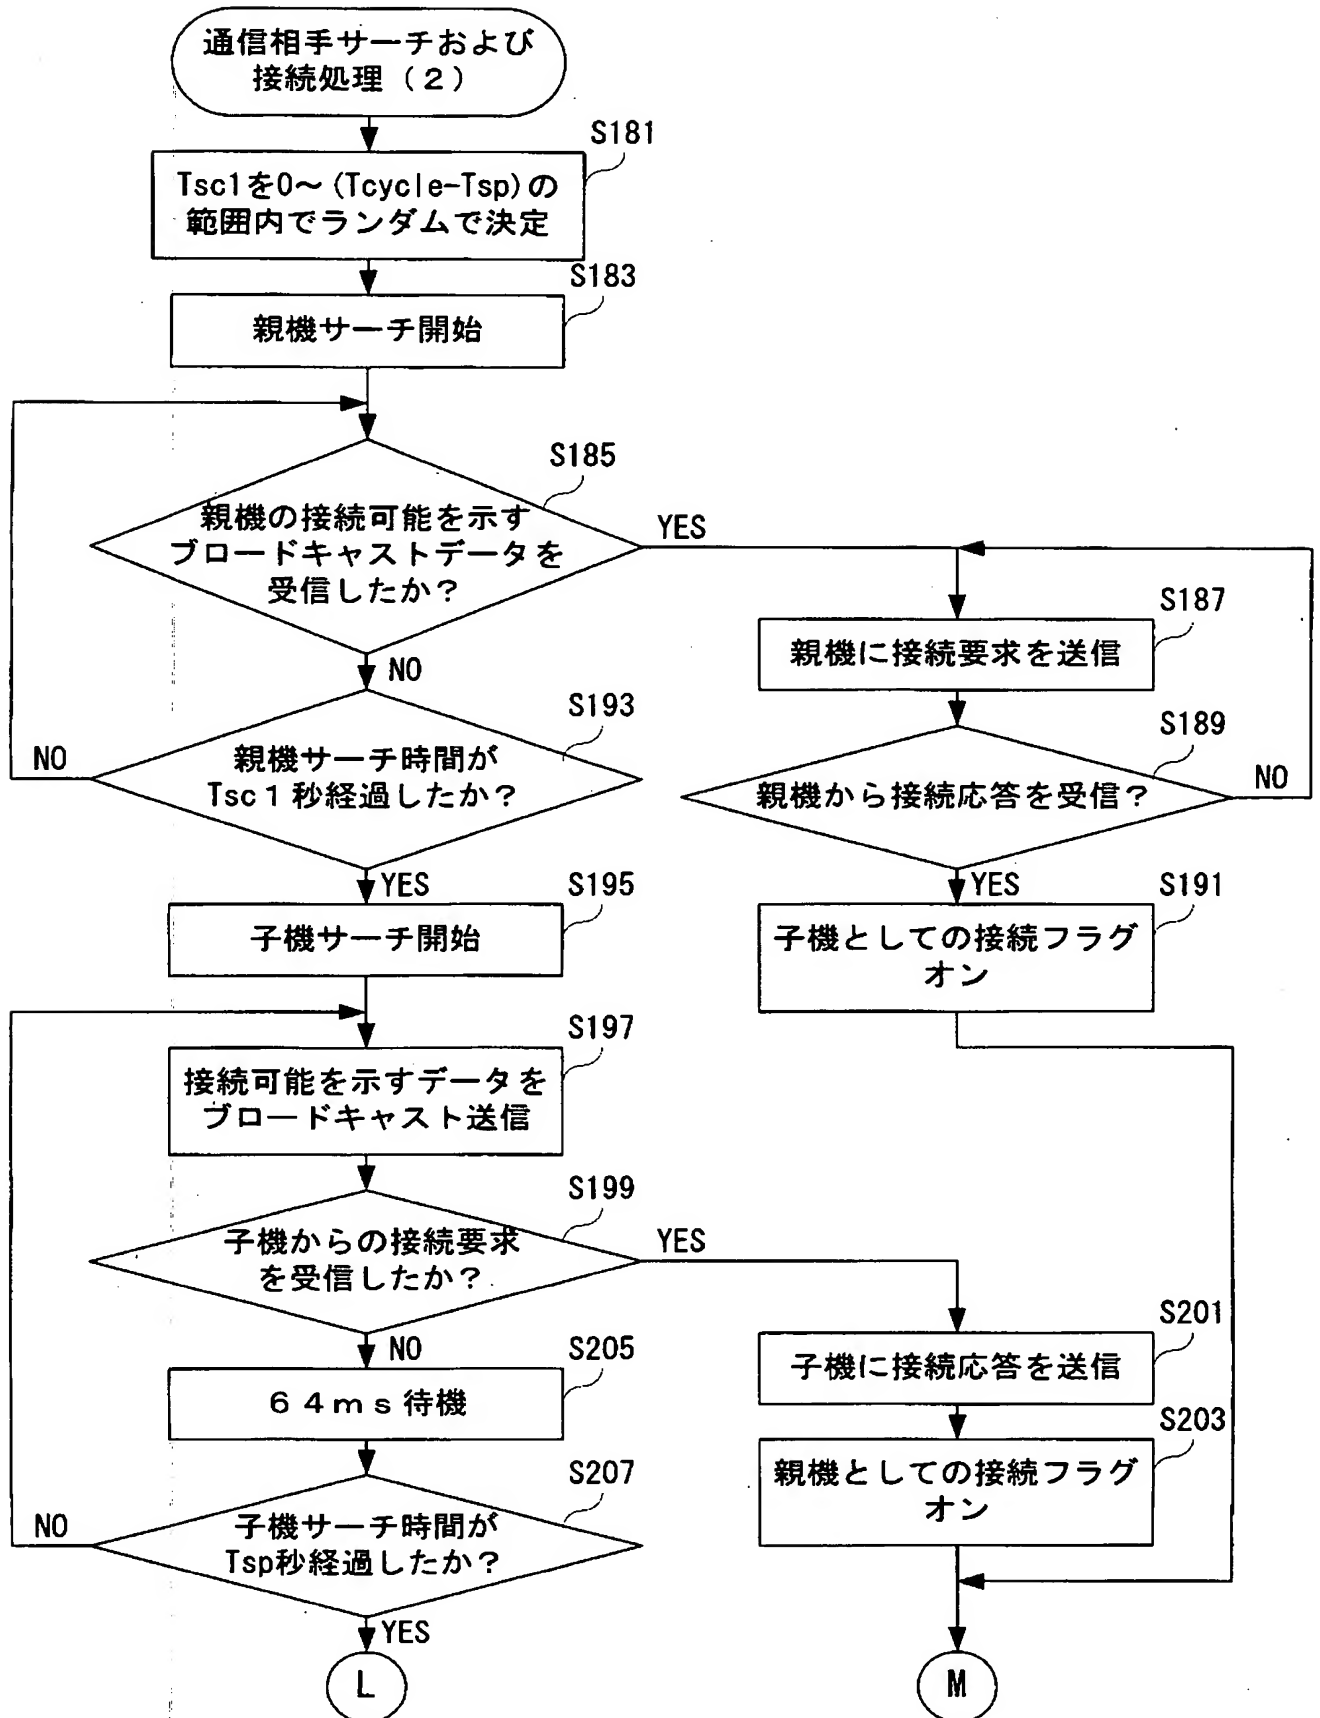 通信相手サーチおよび
接続処理（２）
S181
Tsc1を0～(Tcycle-Tsp)の
範囲内でランダムで決定
S183
親機サーチ開始
S185
親機の接続可能を示す
ブロードキャストデータを
受信したか？
YES
NO
S187
親機に接続要求を送信
S193
親機サーチ時間が
Tsc１秒経過したか？
NO
YES
S189
親機から接続応答を受信？
NO
YES
S195
子機サーチ開始
S191
子機としての接続フラグ
オン
S197
接続可能を示すデータを
ブロードキャスト送信
S199
子機からの接続要求
を受信したか？
YES
NO
S201
子機に接続応答を送信
S205
６４ｍｓ待機
S203
親機としての接続フラグ
オン
S207
子機サーチ時間が
Tsp秒経過したか？
NO
YES
L
M